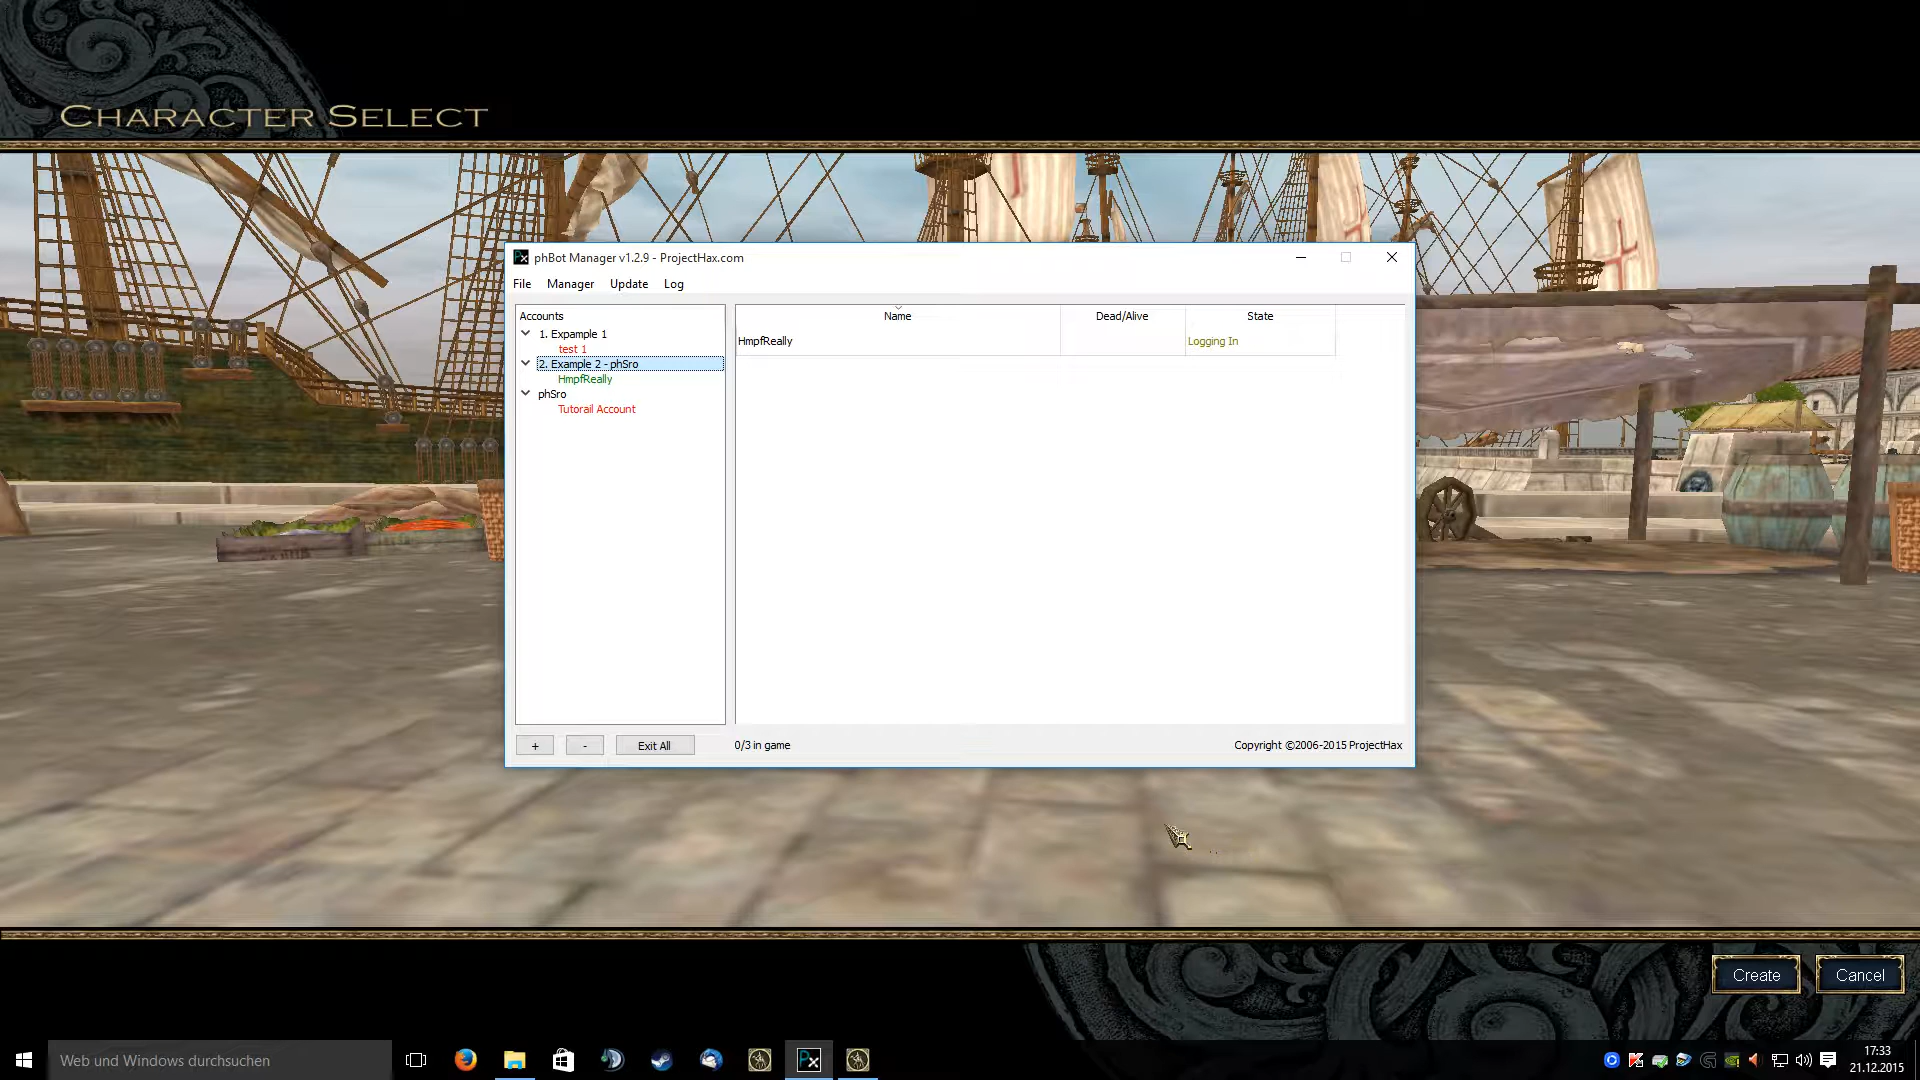 CHARACTER SELECT
phBot Manager v1.2.9 - ProjectHax.com
File Manager Update Log
Accounts
1. Expample 1
test 1
2. Example 2 - phSro
HmpfReally
phSro
Tutorail Account
Name Dead/Alive State
HmpfReally Logging In
+ - Exit All 0/3 in game Copyright ©2006-2015 ProjectHax
Create Cancel
Web und Windows durchsuchen
17:33
21.12.2015